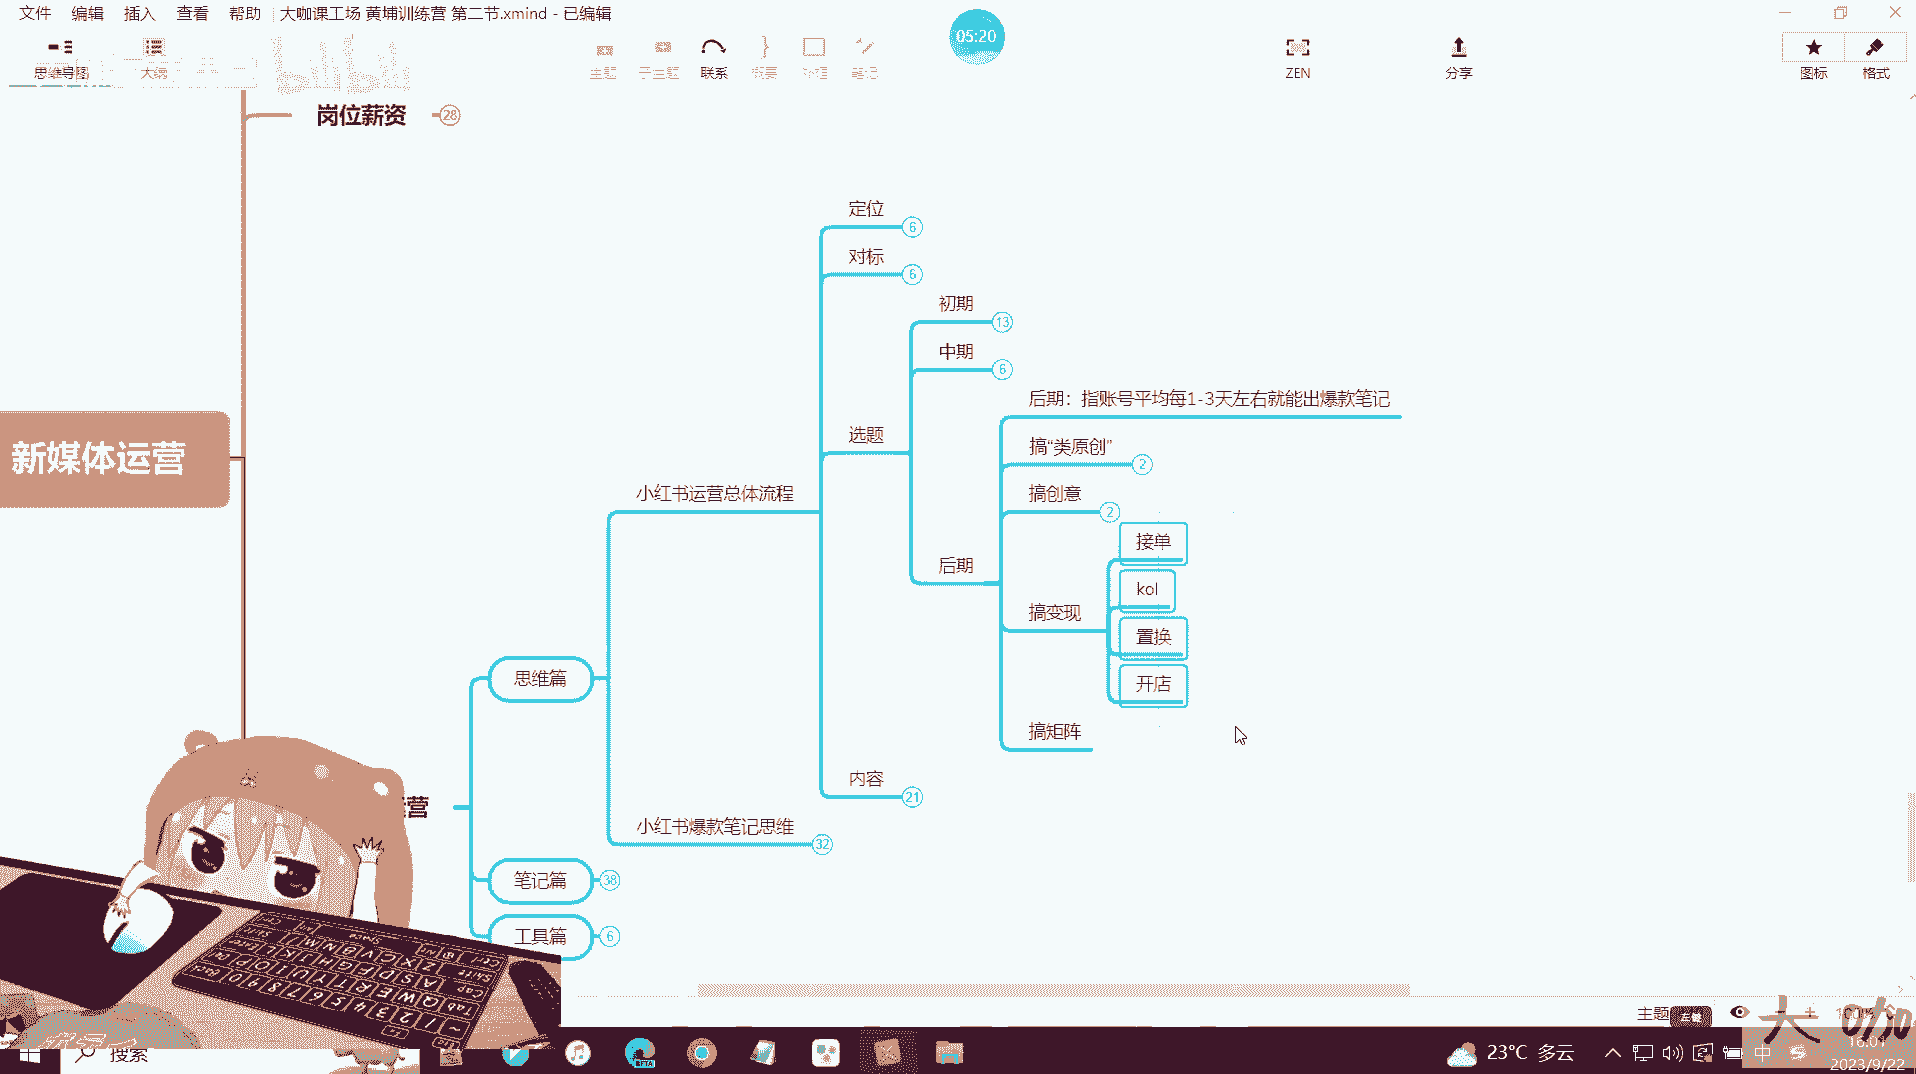 文件 编辑 插入 查看 帮助 大咖课工场 黄埔训练营 第二节.xmind - 已编辑
05:20
思维导图 大纲 主题 子主题 联系 概要 外框 笔记 ZEN 分享 图标 格式
bilibili
岗位薪资 28
定位 6
对标 6
初期 13
中期 6
后期：指账号平均每1-3天左右就能出爆款笔记
选题
搞“类原创” 2
新媒体运营
小红书运营总体流程
搞创意 2
接单
后期
kol
搞变现
置换
思维篇
开店
搞矩阵
内容 21
营
小红书爆款笔记思维 32
笔记篇 38
工具篇 6
主题
左键
100%
搜索
23°C 多云
中
16:01
2023/9/22